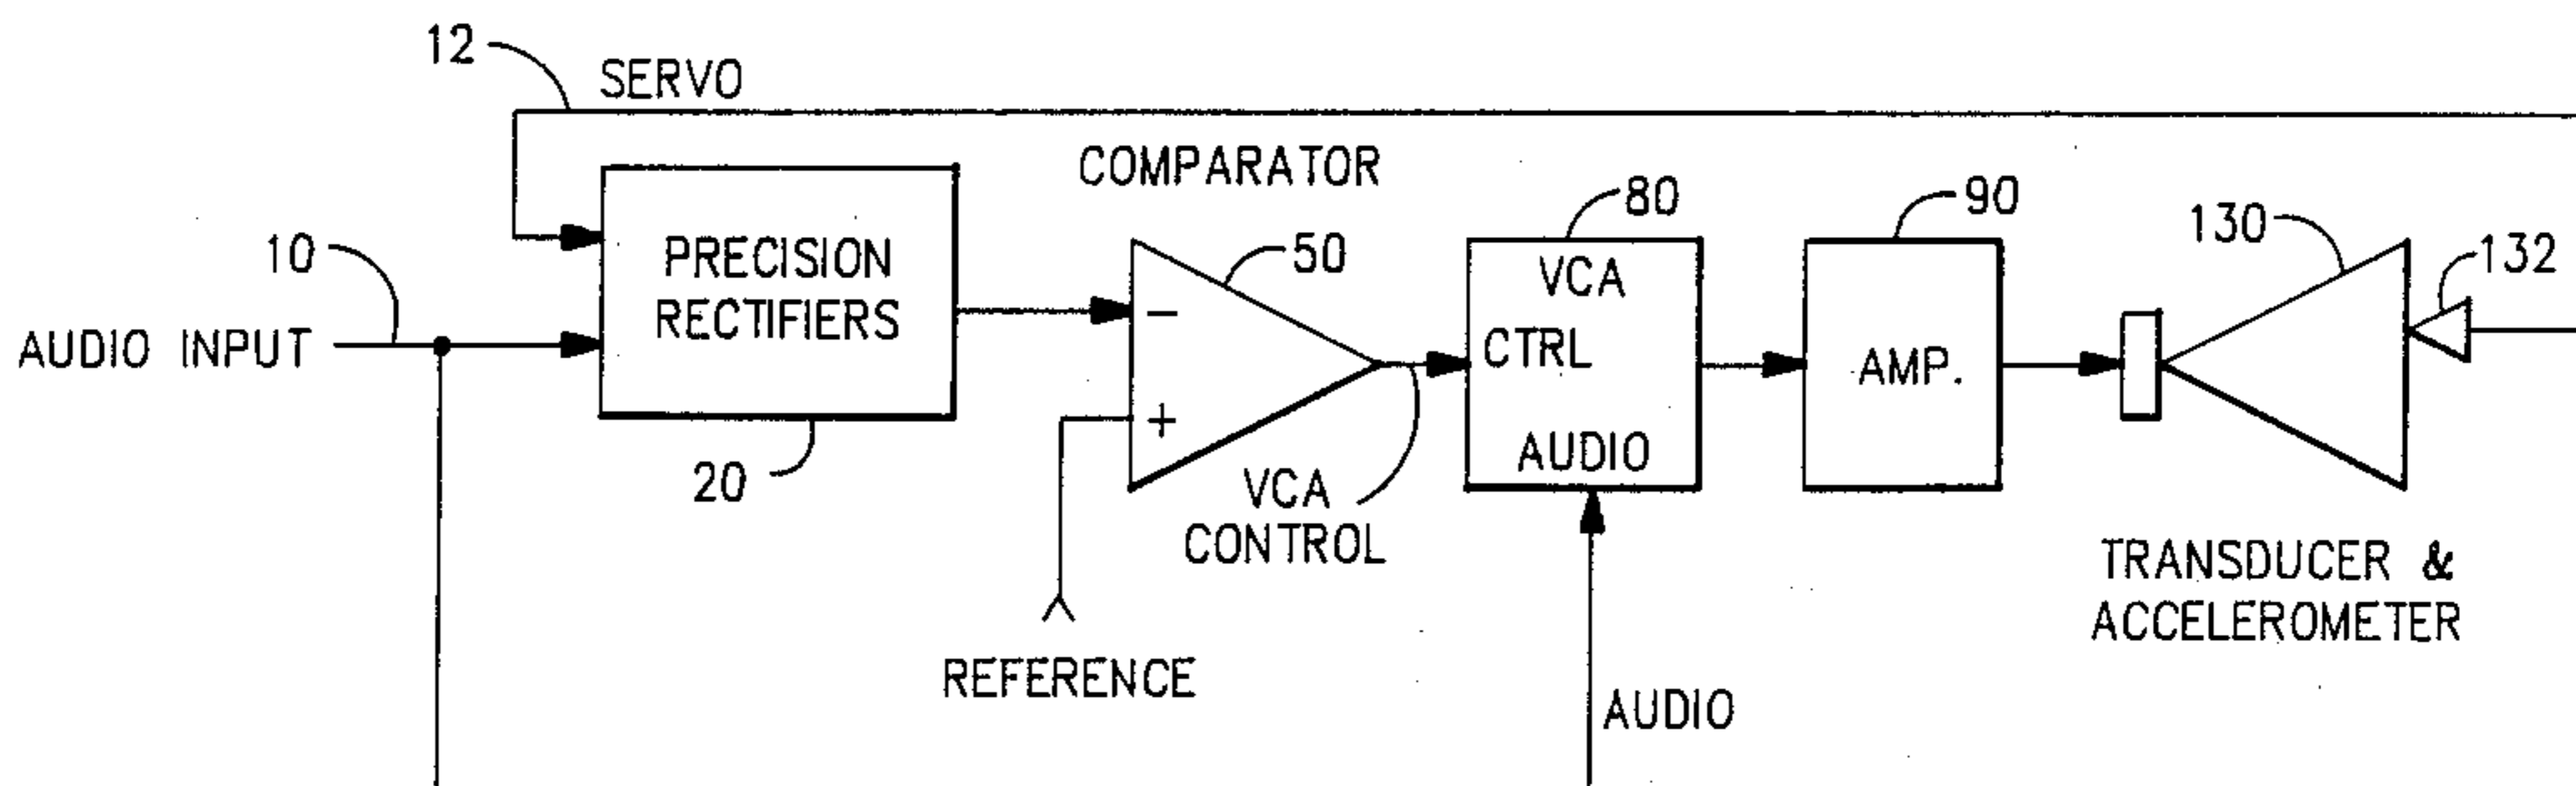 12
SERVO
COMPARATOR
10
PRECISION
RECTIFIERS
50
80
90
130
132
AUDIO INPUT
−
+
VCA
CTRL
AUDIO
AMP.
20
VCA
CONTROL
TRANSDUCER &
ACCELEROMETER
REFERENCE
AUDIO